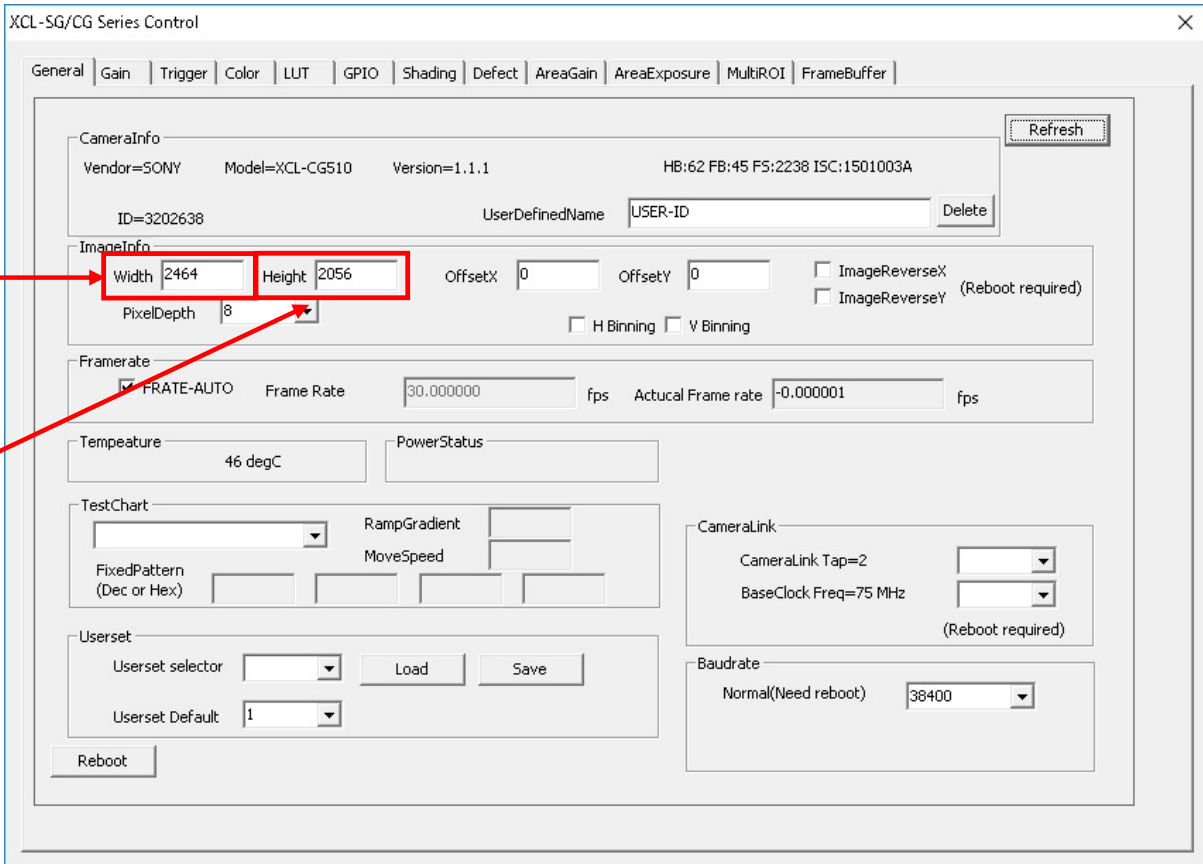 XCL-SG/CG Series Control
General Gain Trigger Color LUT GPIO Shading Defect AreaGain AreaExposure MultiROI FrameBuffer
Refresh
CameraInfo
Vendor=SONY Model=XCL-CG510 Version=1.1.1 HB:62 FB:45 FS:2238 ISC:1501003A
ID=3202638 UserDefinedName USER-ID Delete
ImageInfo
Width 2464 Height 2056 OffsetX 0 OffsetY 0 ImageReverseX
ImageReverseY (Reboot required)
PixelDepth 8
H Binning V Binning
Framerate
FRATE-AUTO Frame Rate 30.000000 fps Actucal Frame rate -0.000001 fps
Tempeature PowerStatus
46 degC
TestChart
RampGradient
MoveSpeed
FixedPattern
(Dec or Hex)
CameraLink
CameraLink Tap=2
BaseClock Freq=75 MHz
(Reboot required)
Userset
Userset selector Load Save
Userset Default 1
Baudrate
Normal(Need reboot) 38400
Reboot